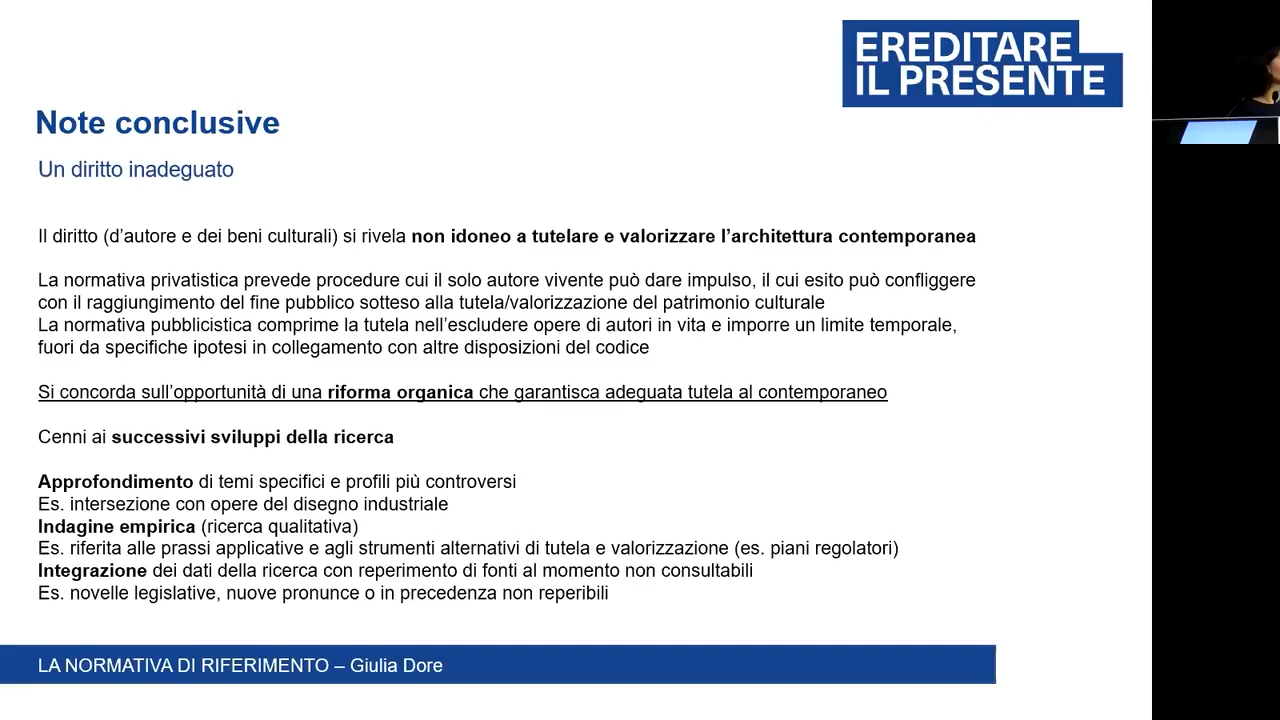 EREDITARE
IL PRESENTE
Note conclusive
Un diritto inadeguato
Il diritto (d’autore e dei beni culturali) si rivela non idoneo a tutelare e valorizzare l’architettura contemporanea
La normativa privatistica prevede procedure cui il solo autore vivente può dare impulso, il cui esito può confliggere
con il raggiungimento del fine pubblico sotteso alla tutela/valorizzazione del patrimonio culturale
La normativa pubblicistica comprime la tutela nell’escludere opere di autori in vita e imporre un limite temporale,
fuori da specifiche ipotesi in collegamento con altre disposizioni del codice
Si concorda sull’opportunità di una riforma organica che garantisca adeguata tutela al contemporaneo
Cenni ai successivi sviluppi della ricerca
Approfondimento di temi specifici e profili più controversi
Es. intersezione con opere del disegno industriale
Indagine empirica (ricerca qualitativa)
Es. riferita alle prassi applicative e agli strumenti alternativi di tutela e valorizzazione (es. piani regolatori)
Integrazione dei dati della ricerca con reperimento di fonti al momento non consultabili
Es. novelle legislative, nuove pronunce o in precedenza non reperibili
LA NORMATIVA DI RIFERIMENTO – Giulia Dore